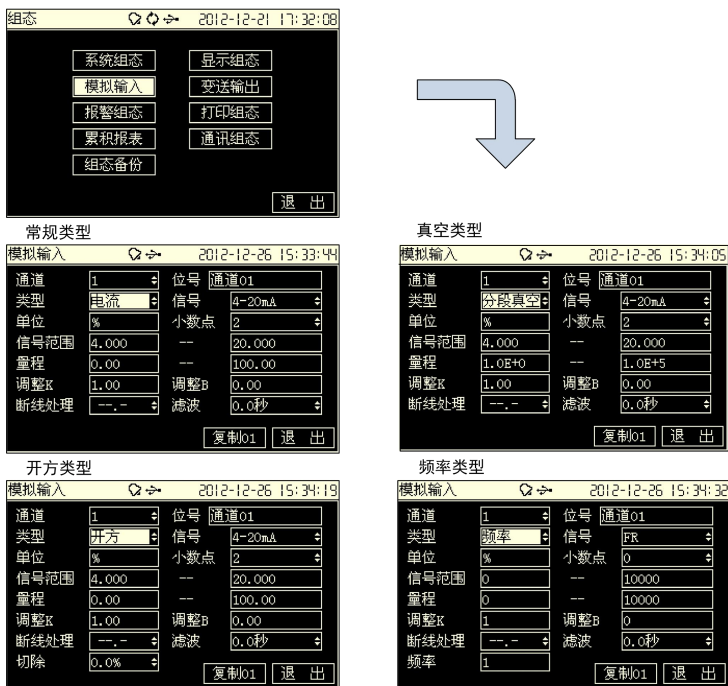 组态 2012-12-21 17:32:08
系统组态 显示组态
模拟输入 变送输出
报警组态 打印组态
累积报表 通讯组态
组态备份
退 出
常规类型
模拟输入 2012-12-26 15:33:44
通道 1 位号 通道01
类型 电流 信号 4-20mA
单位 % 小数点 2
信号范围 4.000 -- 20.000
量程 0.00 -- 100.00
调整K 1.00 调整B 0.00
断线处理 --.- 滤波 0.0秒
复制01 退 出
真空类型
模拟输入 2012-12-26 15:34:05
通道 1 位号 通道01
类型 分段真空 信号 4-20mA
单位 % 小数点 2
信号范围 4.000 -- 20.000
量程 1.0E+0 -- 1.0E+5
调整K 1.00 调整B 0.00
断线处理 --.- 滤波 0.0秒
复制01 退 出
开方类型
模拟输入 2012-12-26 15:34:19
通道 1 位号 通道01
类型 开方 信号 4-20mA
单位 % 小数点 2
信号范围 4.000 -- 20.000
量程 0.00 -- 100.00
调整K 1.00 调整B 0.00
断线处理 --.- 滤波 0.0秒
切除 0.0%
复制01 退 出
频率类型
模拟输入 2012-12-26 15:34:32
通道 1 位号 通道01
类型 频率 信号 FR
单位 % 小数点 0
信号范围 0 -- 10000
量程 0 -- 10000
调整K 1 调整B 0
断线处理 --.- 滤波 0.0秒
频率 1
复制01 退 出